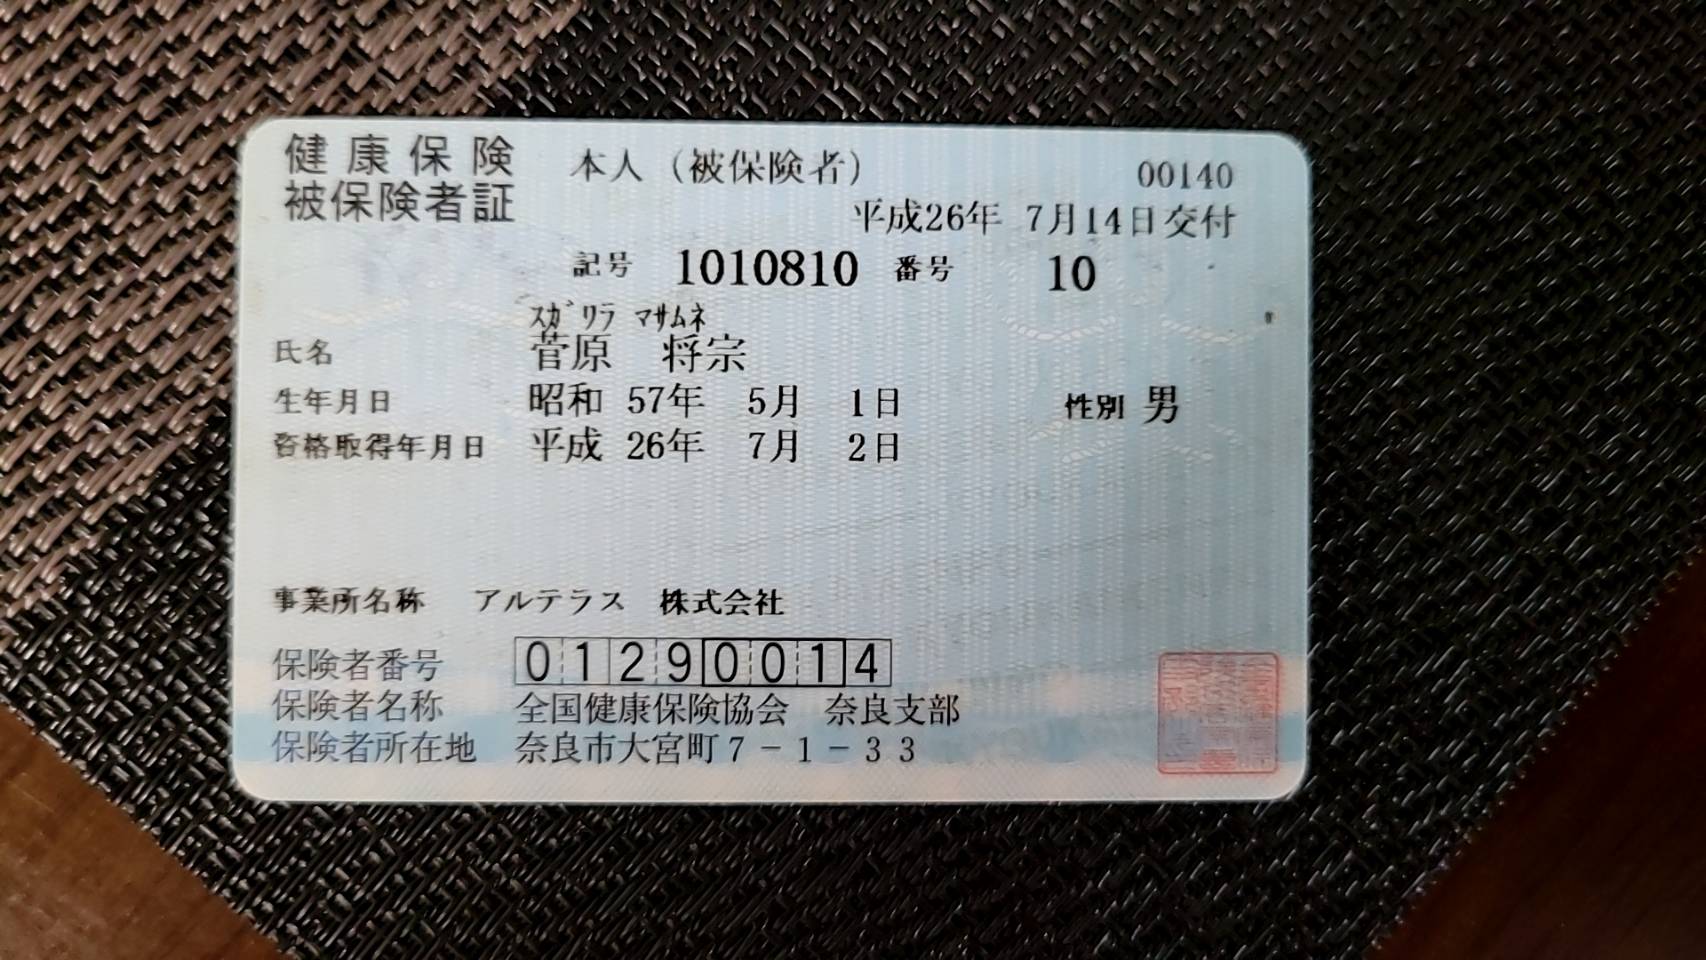 健康保険 本人（被保険者） 00140
被保険者証 平成26年 7月14日交付
記号 1010810 番号 10
ｽｶﾞﾜﾗ ﾏｻﾑﾈ
氏名 菅原 将宗
生年月日 昭和 57年 5月 1日 性別 男
資格取得年月日 平成 26年 7月 2日
事業所名称 アルテラス 株式会社
保険者番号 01290014
保険者名称 全国健康保険協会 奈良支部
保険者所在地 奈良市大宮町７－１－３３